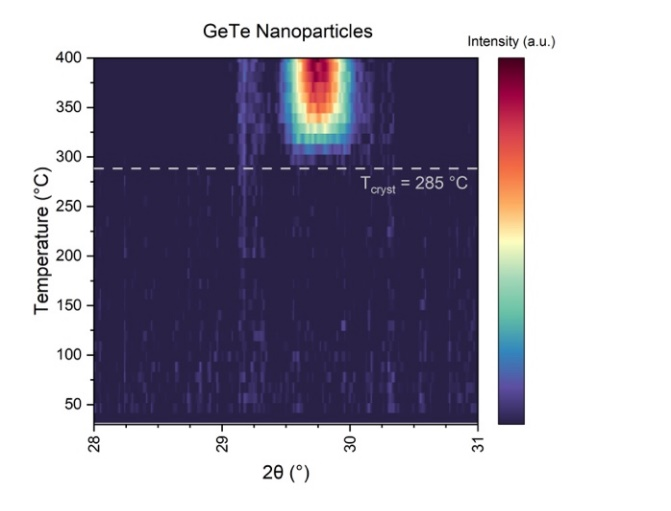 GeTe Nanoparticles
Intensity (a.u.)
400
350
300
250
200
150
100
50
Temperature (°C)
Tcryst = 285 °C
28
29
30
31
2θ (°)